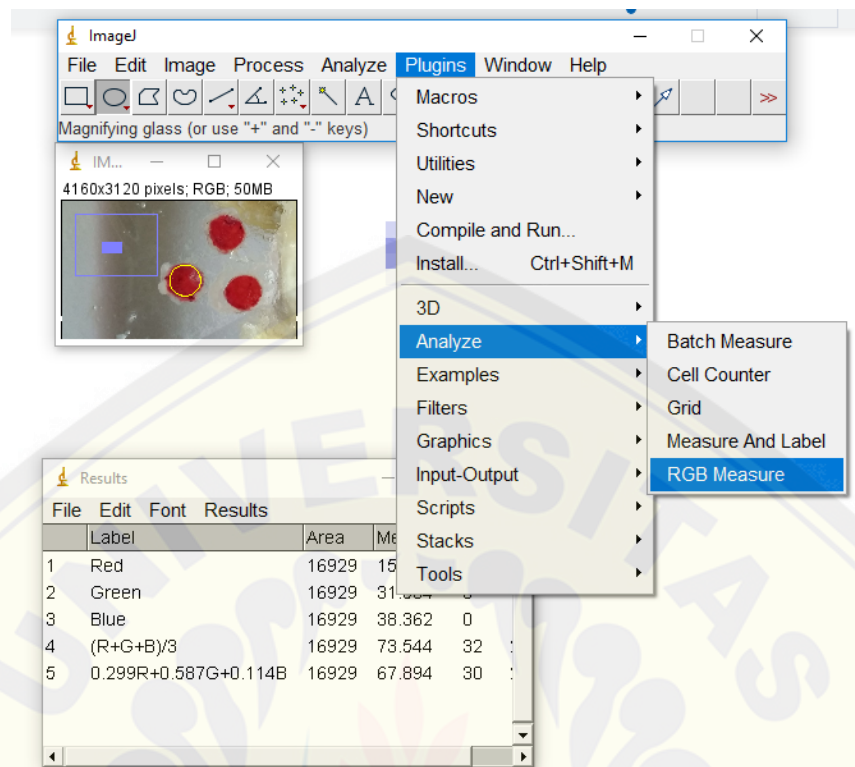 ImageJ
File Edit Image Process Analyze Plugins Window Help
A
>>
Magnifying glass (or use "+" and "-" keys)
IM...
4160x3120 pixels; RGB; 50MB
Macros
Shortcuts
Utilities
New
Compile and Run...
Install... Ctrl+Shift+M
3D
Analyze
Examples
Filters
Graphics
Input-Output
Scripts
Stacks
Tools
Batch Measure
Cell Counter
Grid
Measure And Label
RGB Measure
Results
File Edit Font Results
Label Area
1 Red 16929
2 Green 16929
3 Blue 16929 38.362 0
4 (R+G+B)/3 16929 73.544 32
5 0.299R+0.587G+0.114B 16929 67.894 30
UNIVERSITAS